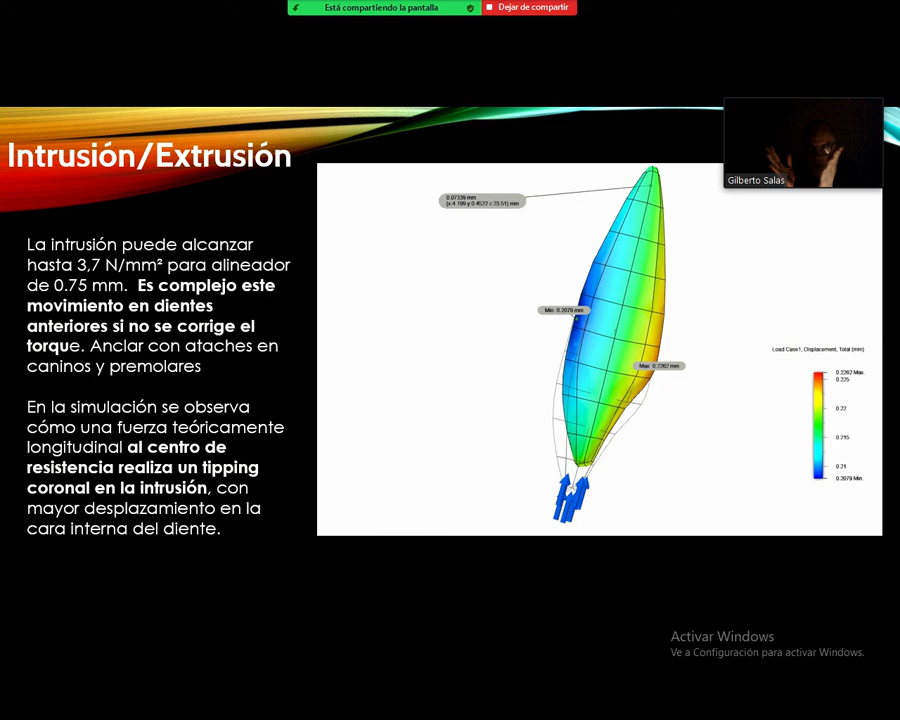 Está compartiendo la pantalla
Dejar de compartir
Intrusión/Extrusión
Gilberto Salas
La intrusión puede alcanzar
hasta 3,7 N/mm² para alineador
de 0.75 mm. Es complejo este
movimiento en dientes
anteriores si no se corrige el
torque. Anclar con ataches en
caninos y premolares
En la simulación se observa
cómo una fuerza teóricamente
longitudinal al centro de
resistencia realiza un tipping
coronal en la intrusión, con
mayor desplazamiento en la
cara interna del diente.
0.07339 mm
(x:4.199 y:0.4522 z:23.51) mm
Min: 0.2079 mm
Max: 0.2262 mm
Load Case1, Displacement, Total (mm)
0.2262 Max.
0.225
0.22
0.215
0.21
0.2079 Min.
Activar Windows
Ve a Configuración para activar Windows.